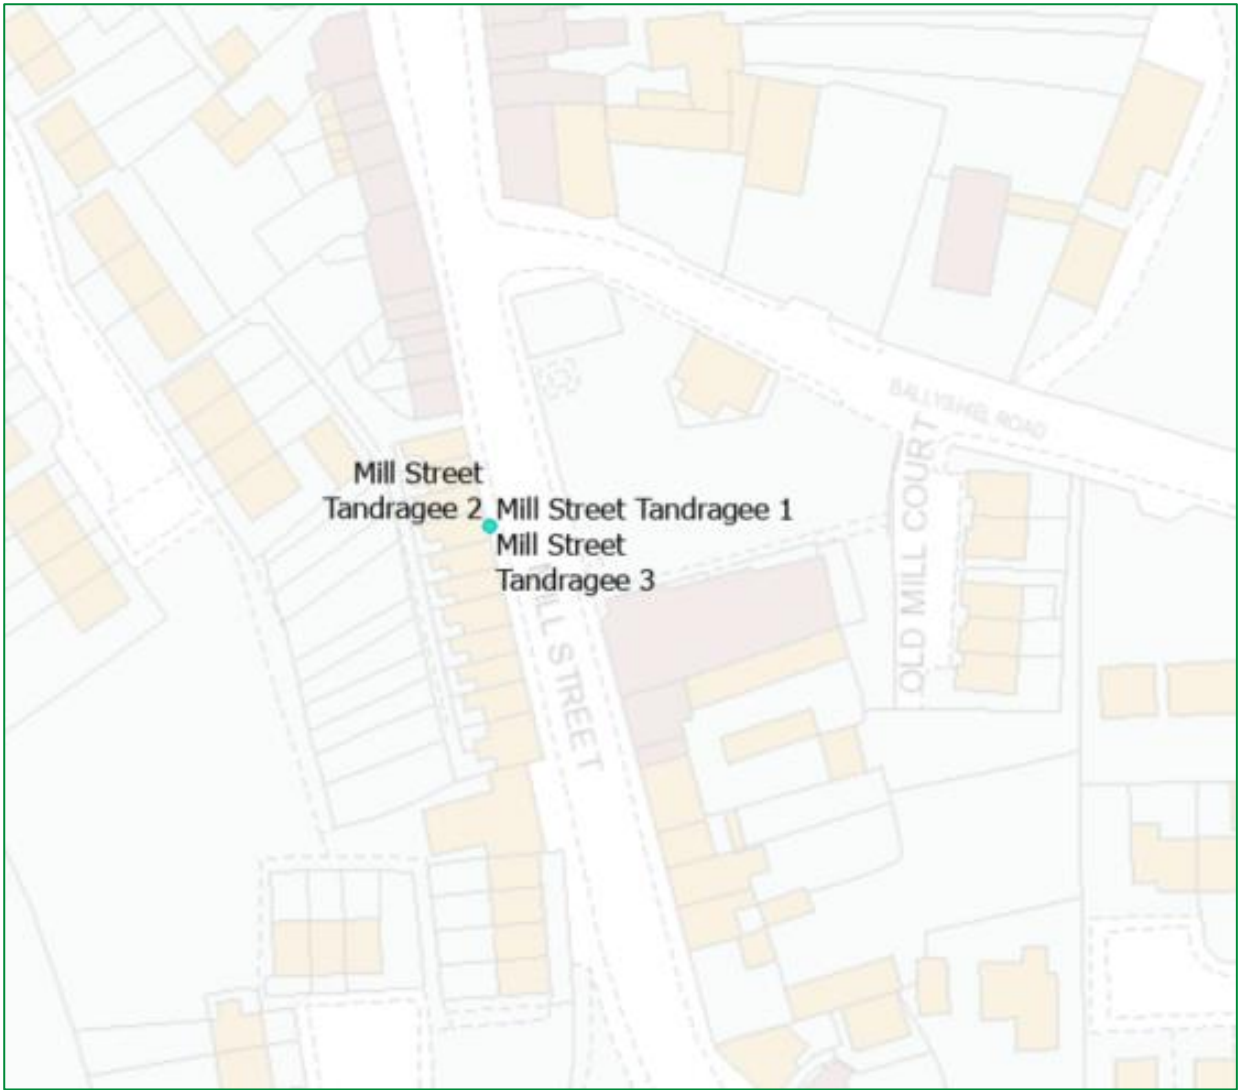 BALLYSHIEL ROAD
OLD MILL COURT
Mill Street
Tandragee 2
Mill Street Tandragee 1
Mill Street
Tandragee 3
MILL STREET